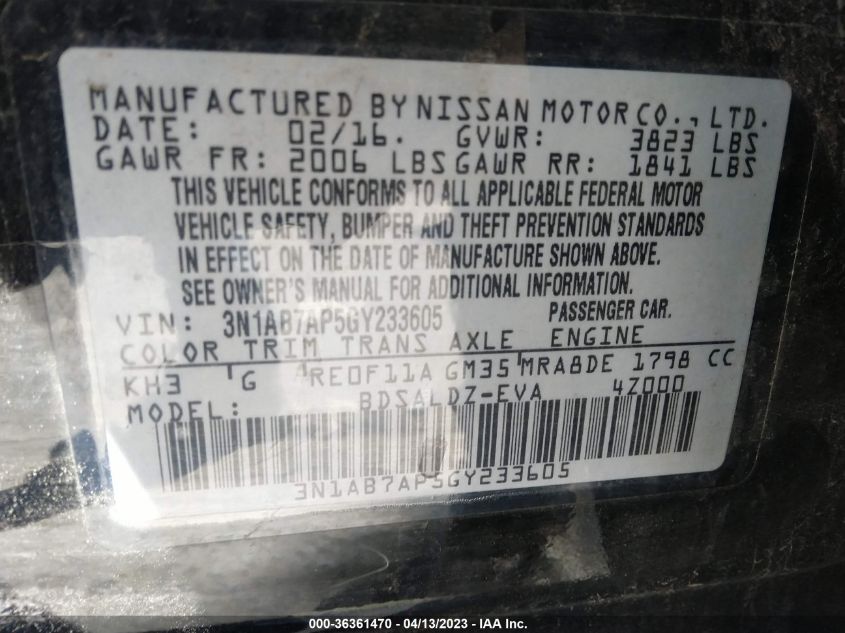 MANUFACTURED BY NISSAN MOTOR CO., LTD.
DATE: 02/16. GVWR: 3823 LBS
GAWR FR: 2006 LBS GAWR RR: 1841 LBS
THIS VEHICLE CONFORMS TO ALL APPLICABLE FEDERAL MOTOR
VEHICLE SAFETY, BUMPER AND THEFT PREVENTION STANDARDS
IN EFFECT ON THE DATE OF MANUFACTURE SHOWN ABOVE.
SEE OWNER'S MANUAL FOR ADDITIONAL INFORMATION.
VIN: 3N1AB7AP5GY233605 PASSENGER CAR.
COLOR TRIM TRANS AXLE ENGINE
KH3 G RE0F11A GM35 MRA8DE 1798 CC
MODEL: BDSALDZ-EVA 4Z000
3N1AB7AP5GY233605
000-36361470 - 04/13/2023 - IAA Inc.